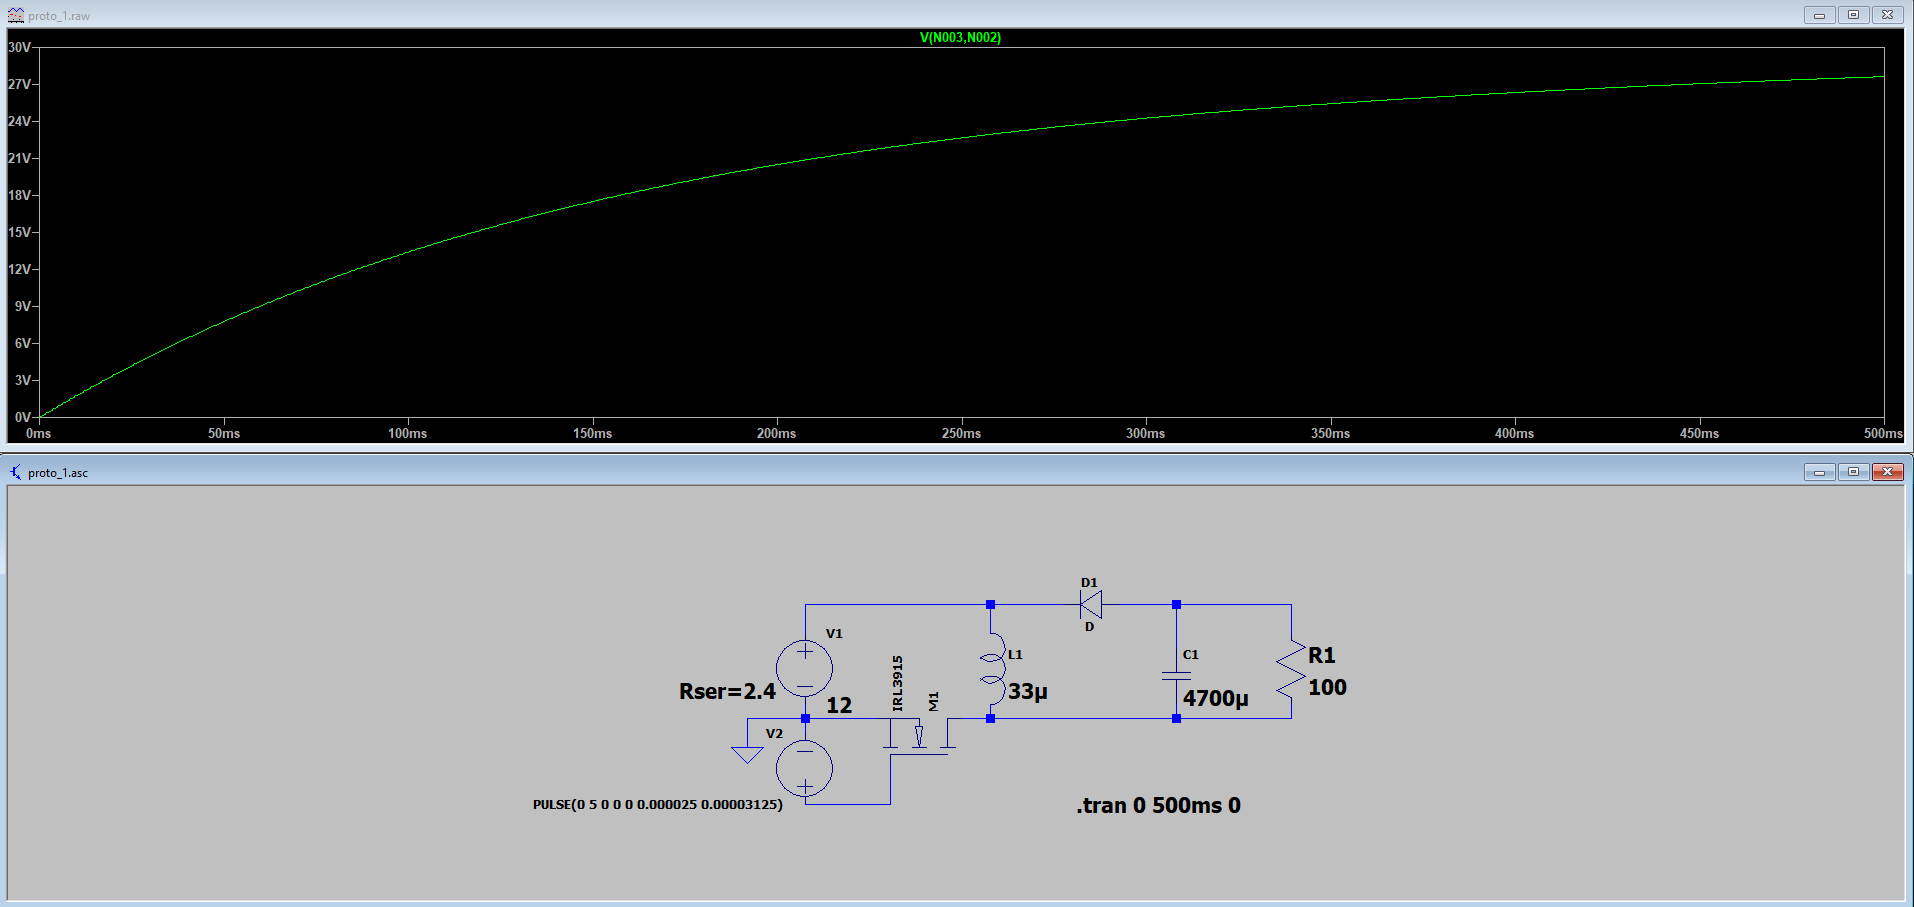 proto_1.raw
V(N003,N002)
30V
27V
24V
21V
18V
15V
12V
9V
6V
3V
0V
0ms 50ms 100ms 150ms 200ms 250ms 300ms 350ms 400ms 450ms 500ms
proto_1.asc
D1
D
V1
Rser=2.4
12
IRL3915
M1
L1
33µ
C1
4700µ
R1
100
V2
PULSE(0 5 0 0 0 0.000025 0.00003125)
.tran 0 500ms 0